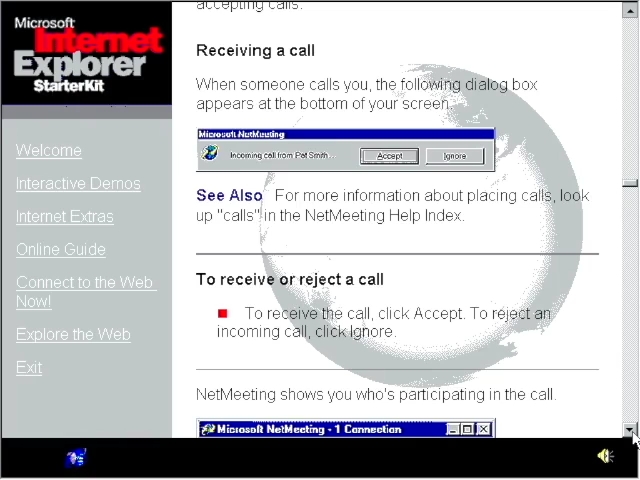 Microsoft
Internet
Explorer
StarterKit
Welcome
Interactive Demos
Internet Extras
Online Guide
Connect to the Web
Now!
Explore the Web
Exit
accepting calls.
Receiving a call
When someone calls you, the following dialog box
appears at the bottom of your screen.
Microsoft NetMeeting
Incoming call from Pat Smith...
Accept
Ignore
See Also For more information about placing calls, look
up "calls" in the NetMeeting Help Index.
To receive or reject a call
To receive the call, click Accept. To reject an
incoming call, click Ignore.
NetMeeting shows you who's participating in the call.
Microsoft NetMeeting - 1 Connection